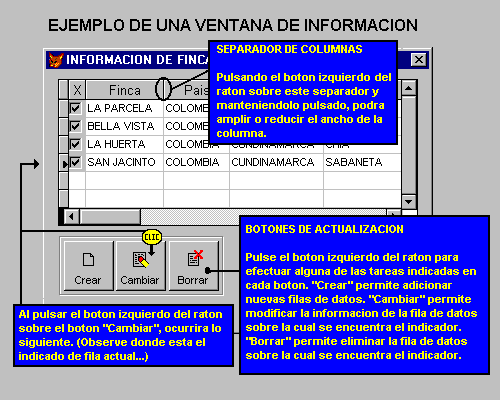 EJEMPLO DE UNA VENTANA DE INFORMACION
INFORMACION DE FINCA
SEPARADOR DE COLUMNAS
Pulsando el boton izquierdo del
raton sobre este separador y
manteniendolo pulsado, podra
amplir o reducir el ancho de la
columna.
X Finca Pais
LA PARCELA COLOMB
BELLA VISTA COLOMB
LA HUERTA COLOMBIA CUNDINAMARCA CHIA
SAN JACINTO COLOMBIA CUNDINAMARCA SABANETA
CLIC
Crear Cambiar Borrar
BOTONES DE ACTUALIZACION
Pulse el boton izquierdo del raton para
efectuar alguna de las tareas indicadas en
cada boton. "Crear" permite adicionar
nuevas filas de datos. "Cambiar" permite
modificar la informacion de la fila de datos
sobre la cual se encuentra el indicador.
"Borrar" permite eliminar la fila de datos
sobre la cual se encuentra el indicador.
Al pulsar el boton izquierdo del raton
sobre el boton "Cambiar", ocurrira lo
siguiente. (Observe donde esta el
indicado de fila actual...)